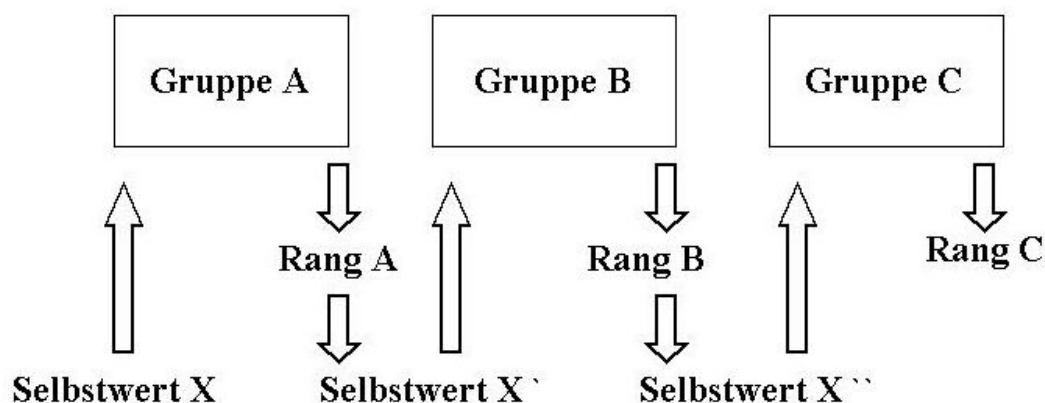 Gruppe A
Gruppe B
Gruppe C
Rang A
Rang B
Rang C
Selbstwert X
Selbstwert X `
Selbstwert X ``